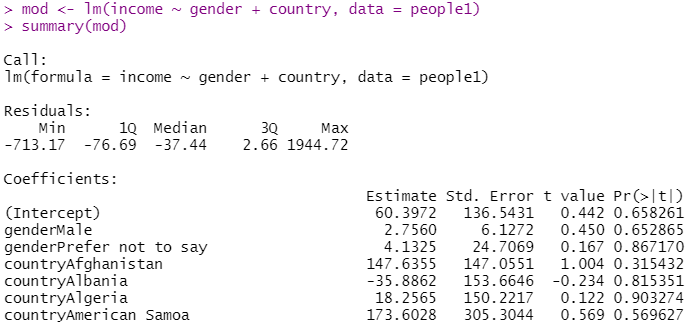 > mod <- lm(income ~ gender + country, data = people1)
> summary(mod)
Call:
lm(formula = income ~ gender + country, data = people1)
Residuals:
Min 1Q Median 3Q Max
-713.17 -76.69 -37.44 2.66 1944.72
Coefficients:
Estimate Std. Error t value Pr(>|t|)
(Intercept) 60.3972 136.5431 0.442 0.658261
genderMale 2.7560 6.1272 0.450 0.652865
genderPrefer not to say 4.1325 24.7069 0.167 0.867170
countryAfghanistan 147.6355 147.0551 1.004 0.315432
countryAlbania -35.8862 153.6646 -0.234 0.815351
countryAlgeria 18.2565 150.2217 0.122 0.903274
countryAmerican Samoa 173.6028 305.3044 0.569 0.569627